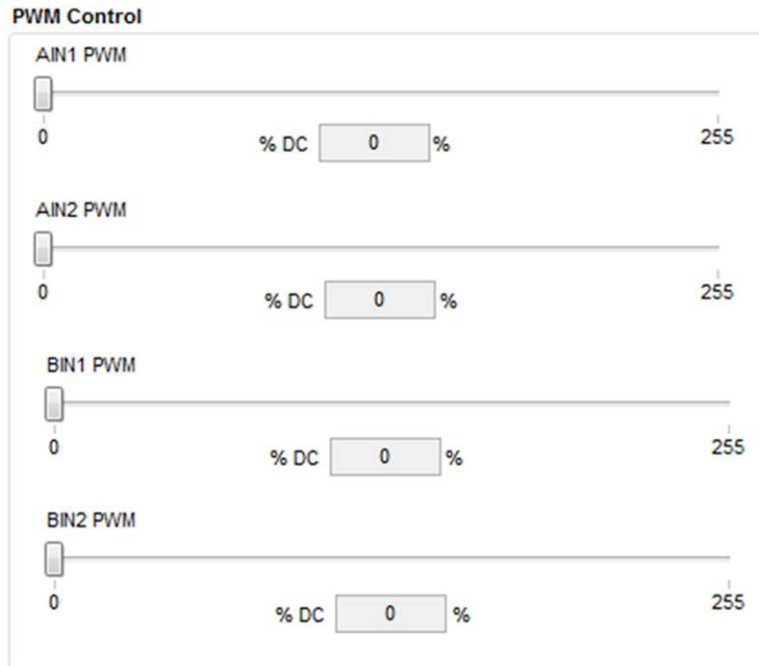 PWM Control
AIN1 PWM
0 255
% DC 0 %
AIN2 PWM
0 255
% DC 0 %
BIN1 PWM
0 255
% DC 0 %
BIN2 PWM
0 255
% DC 0 %